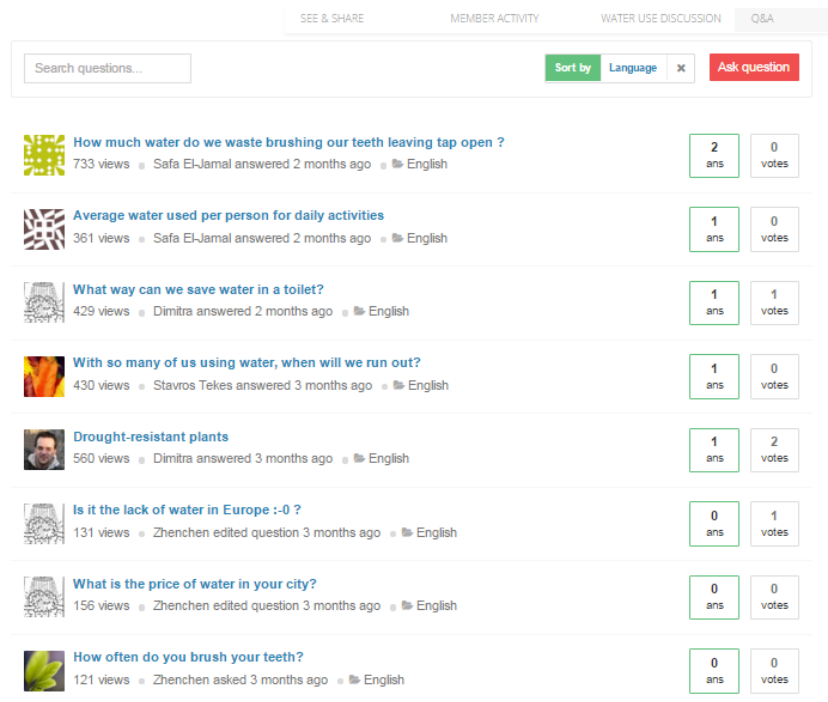 SEE & SHARE MEMBER ACTIVITY WATER USE DISCUSSION Q&A
Search questions... Sort by Language × Ask question
How much water do we waste brushing our teeth leaving tap open ?
733 views Safa El-Jamal answered 2 months ago English
2 ans 0 votes
Average water used per person for daily activities
361 views Safa El-Jamal answered 2 months ago English
1 ans 0 votes
What way can we save water in a toilet?
429 views Dimitra answered 2 months ago English
1 ans 1 votes
With so many of us using water, when will we run out?
430 views Stavros Tekes answered 3 months ago English
1 ans 0 votes
Drought-resistant plants
560 views Dimitra answered 3 months ago English
1 ans 2 votes
Is it the lack of water in Europe :-0 ?
131 views Zhenchen edited question 3 months ago English
0 ans 1 votes
What is the price of water in your city?
156 views Zhenchen edited question 3 months ago English
0 ans 0 votes
How often do you brush your teeth?
121 views Zhenchen asked 3 months ago English
0 ans 0 votes